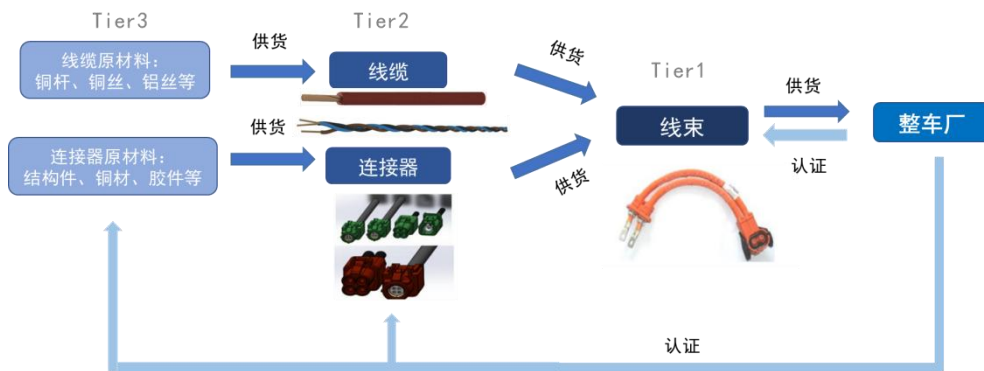 Tier3
Tier2
Tier1
线缆原材料：
铜杆、铜丝、铝丝等
供货
线缆
供货
供货
连接器原材料：
结构件、铜材、胶件等
连接器
供货
线束
供货
认证
整车厂
认证